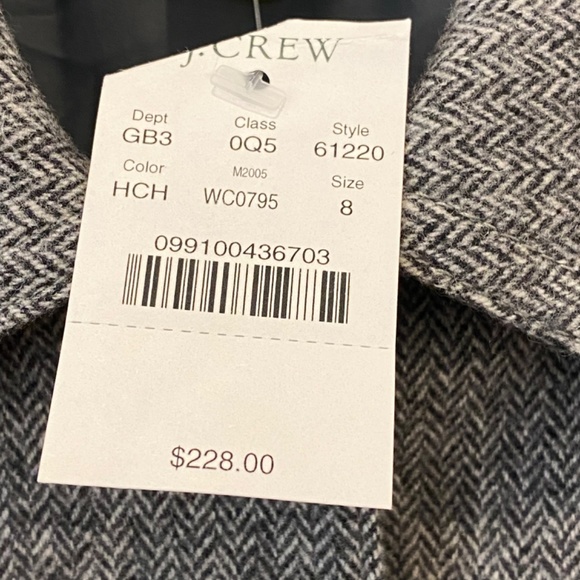 J.CREW
Dept Class Style
GB3 0Q5 61220
Color M2005 Size
HCH WC0795 8
099100436703
$228.00